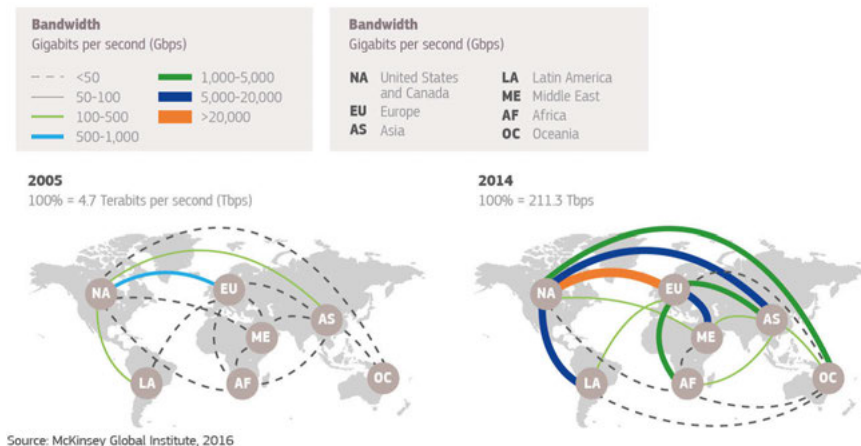 Bandwidth
Gigabits per second (Gbps)
<50
50-100
100-500
500-1,000
1,000-5,000
5,000-20,000
>20,000
Bandwidth
Gigabits per second (Gbps)
NA United States
and Canada
EU Europe
AS Asia
LA Latin America
ME Middle East
AF Africa
OC Oceania
2005
100% = 4.7 Terabits per second (Tbps)
NA
EU
AS
ME
LA
AF
OC
2014
100% = 211.3 Tbps
NA
EU
AS
ME
LA
AF
OC
Source: McKinsey Global Institute, 2016